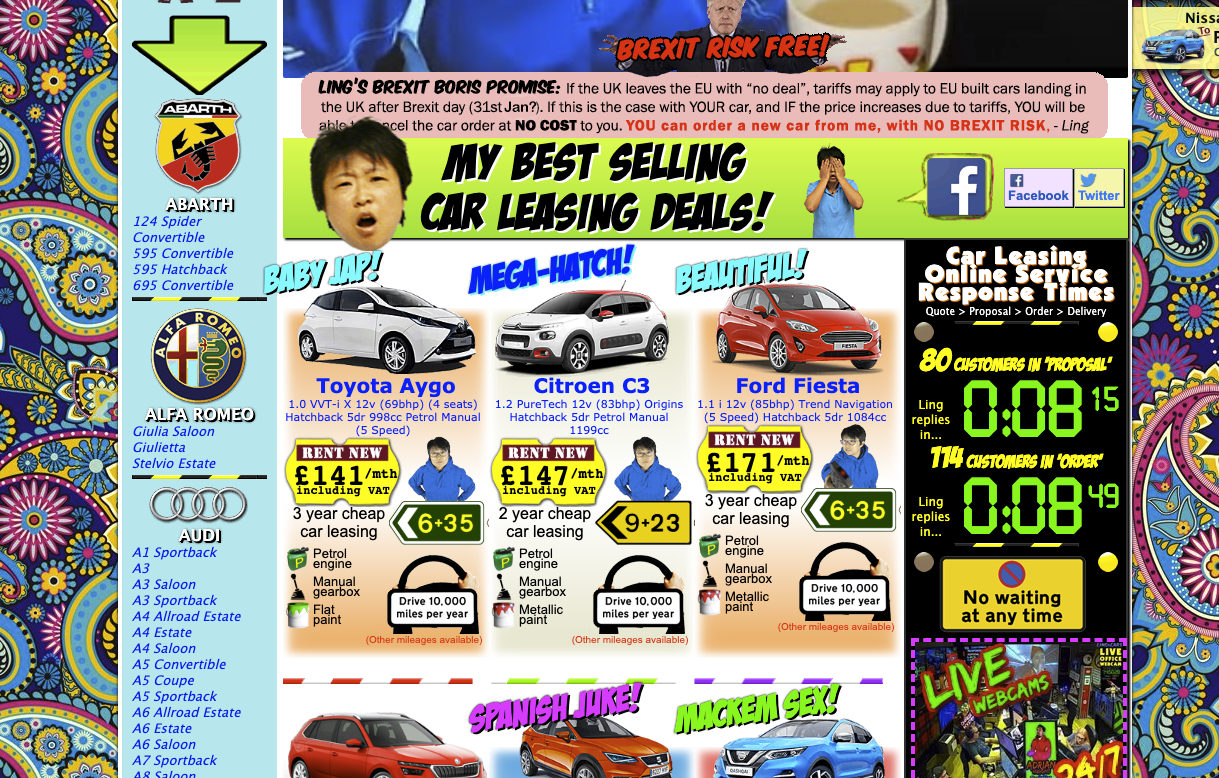 Nissa
To
BREXIT RISK FREE!
LING'S BREXIT BORIS PROMISE: If the UK leaves the EU with "no deal", tariffs may apply to EU built cars landing in
the UK after Brexit day (31st Jan?). If this is the case with YOUR car, and IF the price increases due to tariffs, YOU will be
able to cancel the car order at NO COST to you. YOU can order a new car from me, with NO BREXIT RISK, - Ling
MY BEST SELLING
CAR LEASING DEALS!
Facebook
Twitter
ABARTH
ABARTH
124 Spider
Convertible
595 Convertible
595 Hatchback
695 Convertible
ALFA ROMEO
ALFA ROMEO
Giulia Saloon
Giulietta
Stelvio Estate
AUDI
A1 Sportback
A3
A3 Saloon
A3 Sportback
A4 Allroad Estate
A4 Estate
A4 Saloon
A5 Convertible
A5 Coupe
A5 Sportback
A6 Allroad Estate
A6 Estate
A6 Saloon
A7 Sportback
A8 Saloon
BABY JAP!
Toyota Aygo
1.0 VVT-i X 12v (69bhp) (4 seats)
Hatchback 5dr 998cc Petrol Manual
(5 Speed)
RENT NEW
£141/mth
including VAT
3 year cheap
car leasing
6+35
Petrol
engine
Manual
gearbox
Flat
paint
Drive 10,000
miles per year
(Other mileages available)
MEGA-HATCH!
Citroen C3
1.2 PureTech 12v (83bhp) Origins
Hatchback 5dr Petrol Manual
1199cc
RENT NEW
£147/mth
including VAT
2 year cheap
car leasing
9+23
Petrol
engine
Manual
gearbox
Metallic
paint
Drive 10,000
miles per year
(Other mileages available)
BEAUTIFUL!
FIESTA
Ford Fiesta
1.1 i 12v (85bhp) Trend Navigation
(5 Speed) Hatchback 5dr 1084cc
RENT NEW
£171/mth
including VAT
3 year cheap
car leasing
6+35
Petrol
engine
Manual
gearbox
Metallic
paint
Drive 10,000
miles per year
(Other mileages available)
SPANISH JUKE!
MACKEM SEX!
QASHQAI
Car Leasing
Online Service
Response Times
Quote > Proposal > Order > Delivery
80 CUSTOMERS IN 'PROPOSAL'
Ling
replies
in...
0:08 15
114 CUSTOMERS IN 'ORDER'
Ling
replies
in...
0:08 49
No waiting
at any time
LIVE
WEBCAMS
LIVE
OFFICE
WEBCAM
ADRIAN
24/7